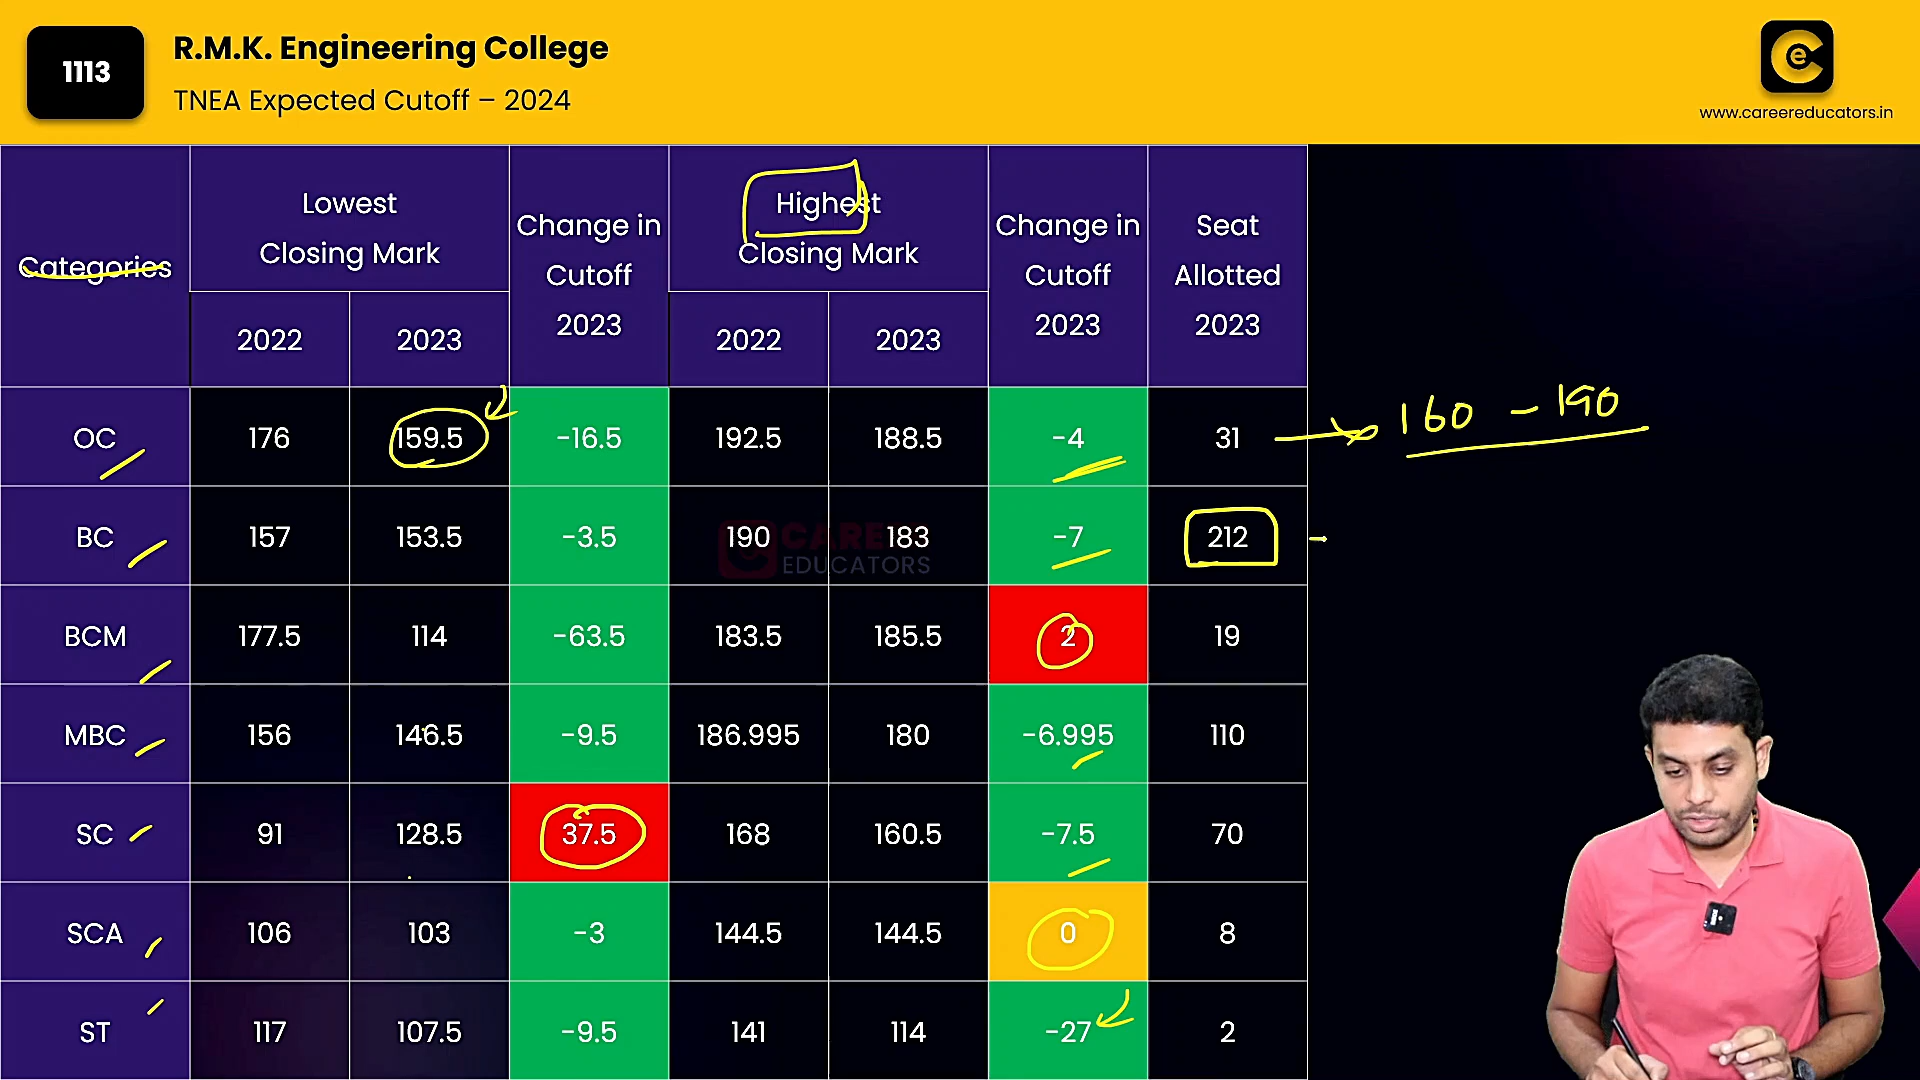 1113
R.M.K. Engineering College
TNEA Expected Cutoff – 2024
e
www.careereducators.in
Categories
Lowest
Closing Mark
Change in
Cutoff
2023
Highest
Closing Mark
Change in
Cutoff
2023
Seat
Allotted
2023
2022 2023 2022 2023
OC 176 159.5 -16.5 192.5 188.5 -4 31 160 - 190
BC 157 153.5 -3.5 190 183 -7 212 -
CAREER
EDUCATORS
BCM 177.5 114 -63.5 183.5 185.5 2 19
MBC 156 146.5 -9.5 186.995 180 -6.995 110
SC 91 128.5 37.5 168 160.5 -7.5 70
SCA 106 103 -3 144.5 144.5 0 8
ST 117 107.5 -9.5 141 114 -27 2